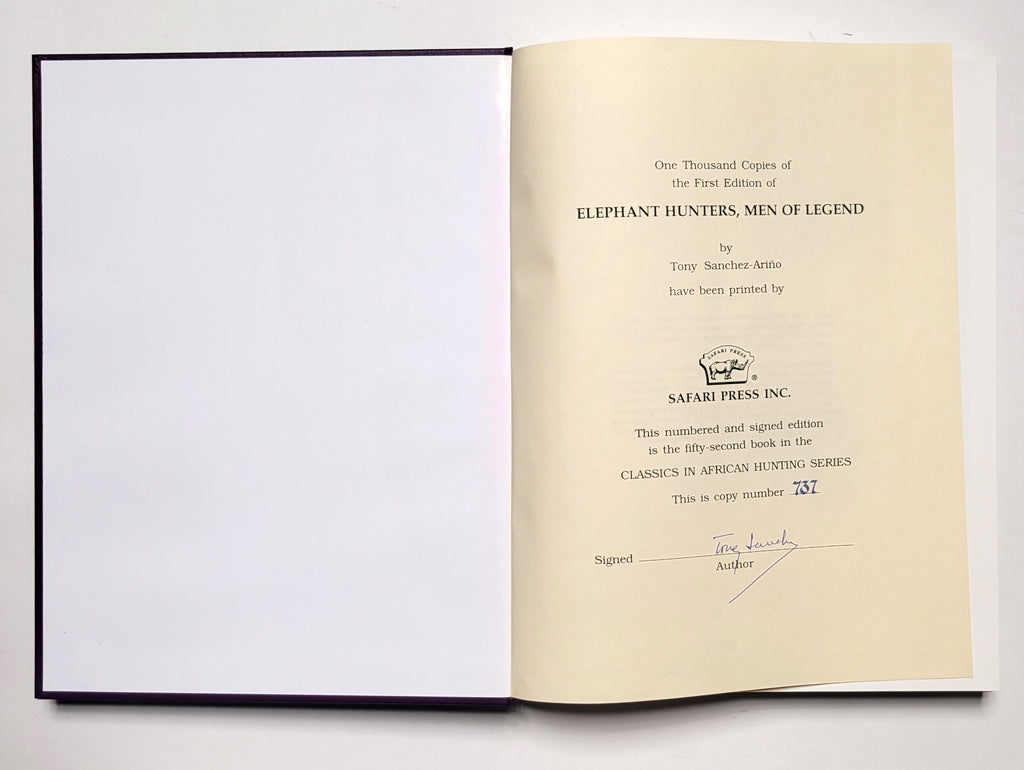 One Thousand Copies of
the First Edition of
ELEPHANT HUNTERS, MEN OF LEGEND
by
Tony Sanchez-Ariño
have been printed by
SAFARI PRESS
®
SAFARI PRESS INC.
This numbered and signed edition
is the fifty-second book in the
CLASSICS IN AFRICAN HUNTING SERIES
This is copy number 737
Signed Tony Sanchez
Author